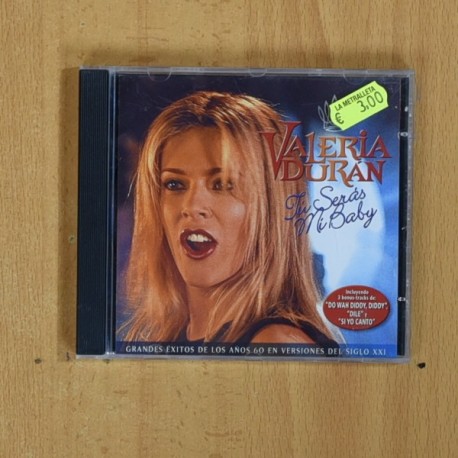 LA METRALLETA
€ 3,00
VALERIA
DURÁN
Tu Serás
Mi Baby
Incluyendo
3 bonus-tracks de:
"DO WAH DIDDY, DIDDY",
"DILE" y
"SI YO CANTO"
GRANDES ÉXITOS DE LOS AÑOS 60 EN VERSIONES DEL SIGLO XXI